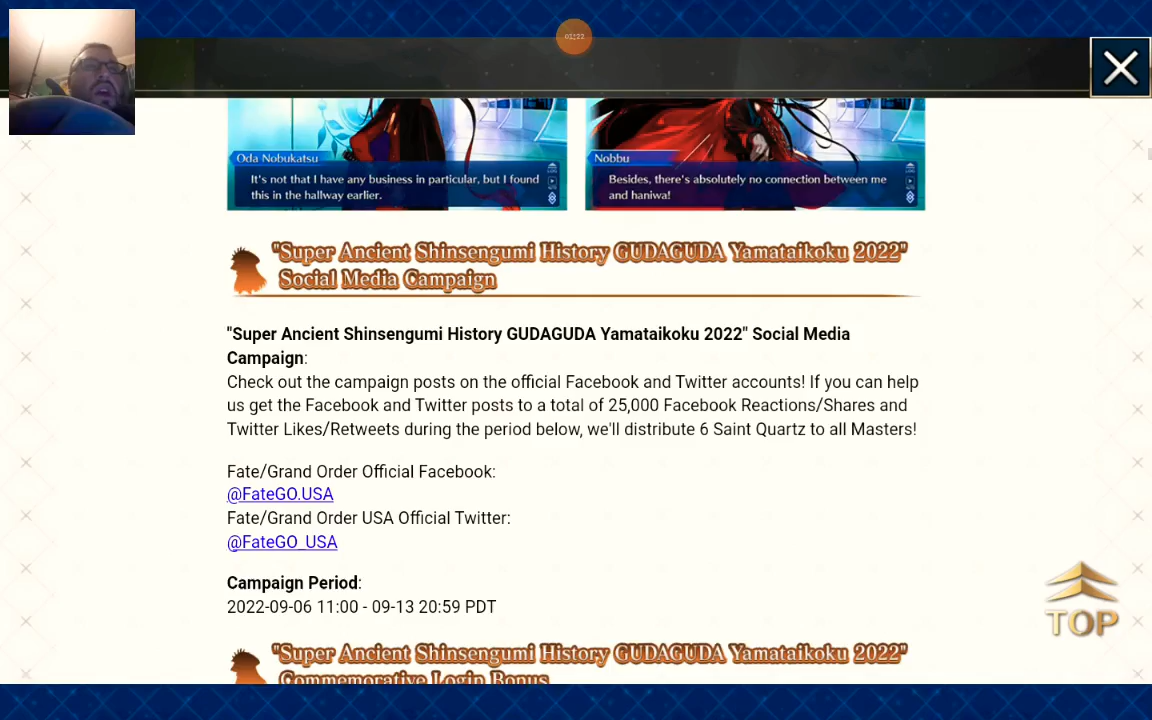 01:22
Oda Nobukatsu
It's not that I have any business in particular, but I found
this in the hallway earlier.
Nobbu
Besides, there's absolutely no connection between me
and haniwa!
"Super Ancient Shinsengumi History GUDAGUDA Yamataikoku 2022"
Social Media Campaign
"Super Ancient Shinsengumi History GUDAGUDA Yamataikoku 2022" Social Media
Campaign:
Check out the campaign posts on the official Facebook and Twitter accounts! If you can help
us get the Facebook and Twitter posts to a total of 25,000 Facebook Reactions/Shares and
Twitter Likes/Retweets during the period below, we'll distribute 6 Saint Quartz to all Masters!
Fate/Grand Order Official Facebook:
@FateGO.USA
Fate/Grand Order USA Official Twitter:
@FateGO_USA
Campaign Period:
2022-09-06 11:00 - 09-13 20:59 PDT
TOP
"Super Ancient Shinsengumi History GUDAGUDA Yamataikoku 2022"
Commemorative Login Bonus